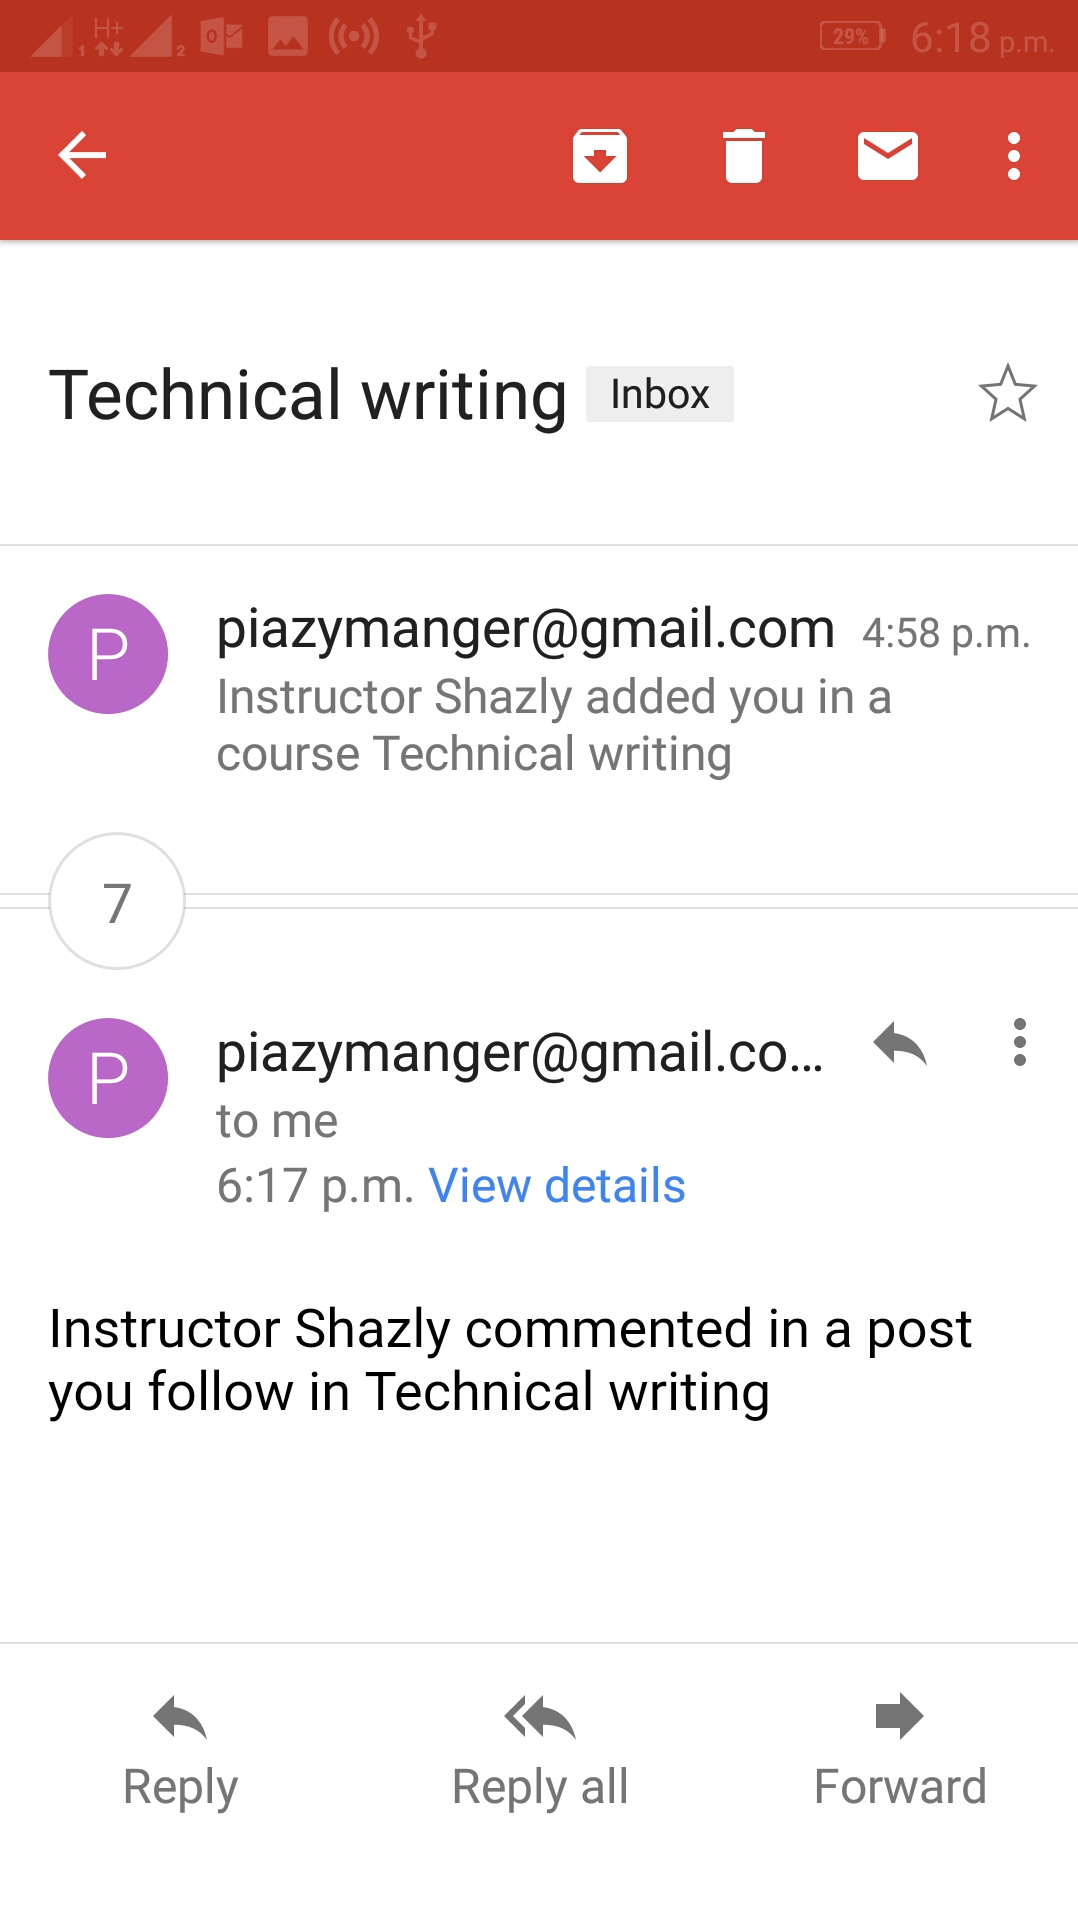 1 H+ 2 29% 6:18 p.m.
Technical writing Inbox
P piazymanger@gmail.com 4:58 p.m.
Instructor Shazly added you in a
course Technical writing
7
P piazymanger@gmail.co...
to me
6:17 p.m. View details
Instructor Shazly commented in a post
you follow in Technical writing
Reply Reply all Forward